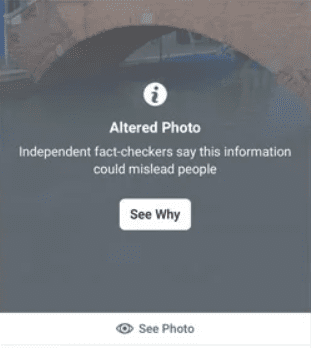 Altered Photo
Independent fact-checkers say this information
could mislead people
See Why
See Photo